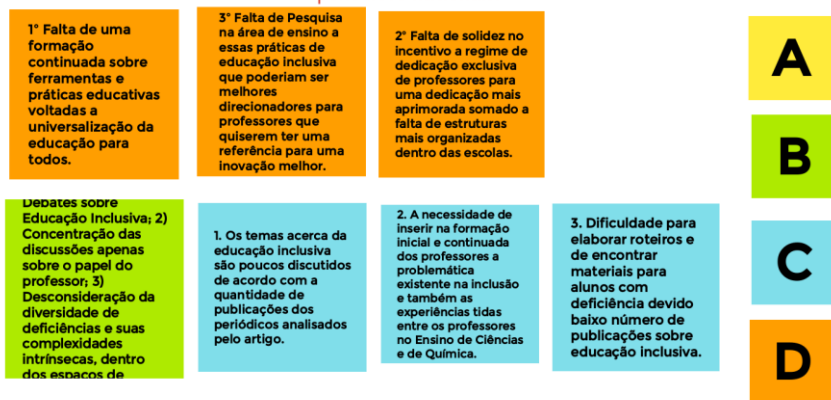 1° Falta de uma
formação
continuada sobre
ferramentas e
práticas educativas
voltadas a
universalização da
educação para
todos.
3° Falta de Pesquisa
na área de ensino a
essas práticas de
educação inclusiva
que poderiam ser
melhores
direcionadores para
professores que
quiserem ter uma
referência para uma
inovação melhor.
2° Falta de solidez no
incentivo a regime de
dedicação exclusiva
de professores para
uma dedicação mais
aprimorada somado a
falta de estruturas
mais organizadas
dentro das escolas.
A
B
Debates sobre
Educação Inclusiva; 2)
Concentração das
discussões apenas
sobre o papel do
professor; 3)
Desconsideração da
diversidade de
deficiências e suas
complexidades
intrínsecas, dentro
dos espaços de
1. Os temas acerca da
educação inclusiva
são poucos discutidos
de acordo com a
quantidade de
publicações dos
periódicos analisados
pelo artigo.
2. A necessidade de
inserir na formação
inicial e continuada
dos professores a
problemática
existente na inclusão
e também as
experiências tidas
entre os professores
no Ensino de Ciências
e de Química.
3. Dificuldade para
elaborar roteiros e
de encontrar
materiais para
alunos com
deficiência devido
baixo número de
publicações sobre
educação inclusiva.
C
D